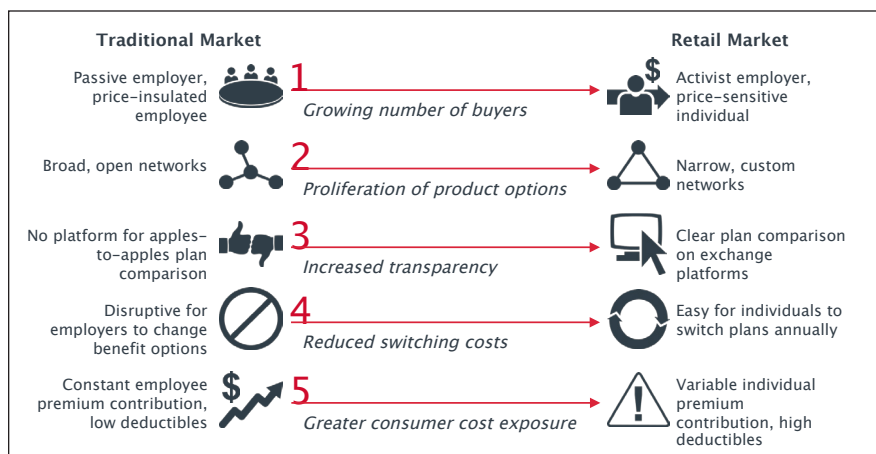 Traditional Market
Retail Market
Passive employer,
price-insulated
employee
1
Growing number of buyers
$
Activist employer,
price-sensitive
individual
Broad, open networks
2
Proliferation of product options
Narrow, custom
networks
No platform for apples-
to-apples plan
comparison
3
Increased transparency
Clear plan comparison
on exchange
platforms
Disruptive for
employers to change
benefit options
4
Reduced switching costs
Easy for individuals to
switch plans annually
Constant employee
premium contribution,
low deductibles
$
5
Greater consumer cost exposure
!
Variable individual
premium
contribution, high
deductibles